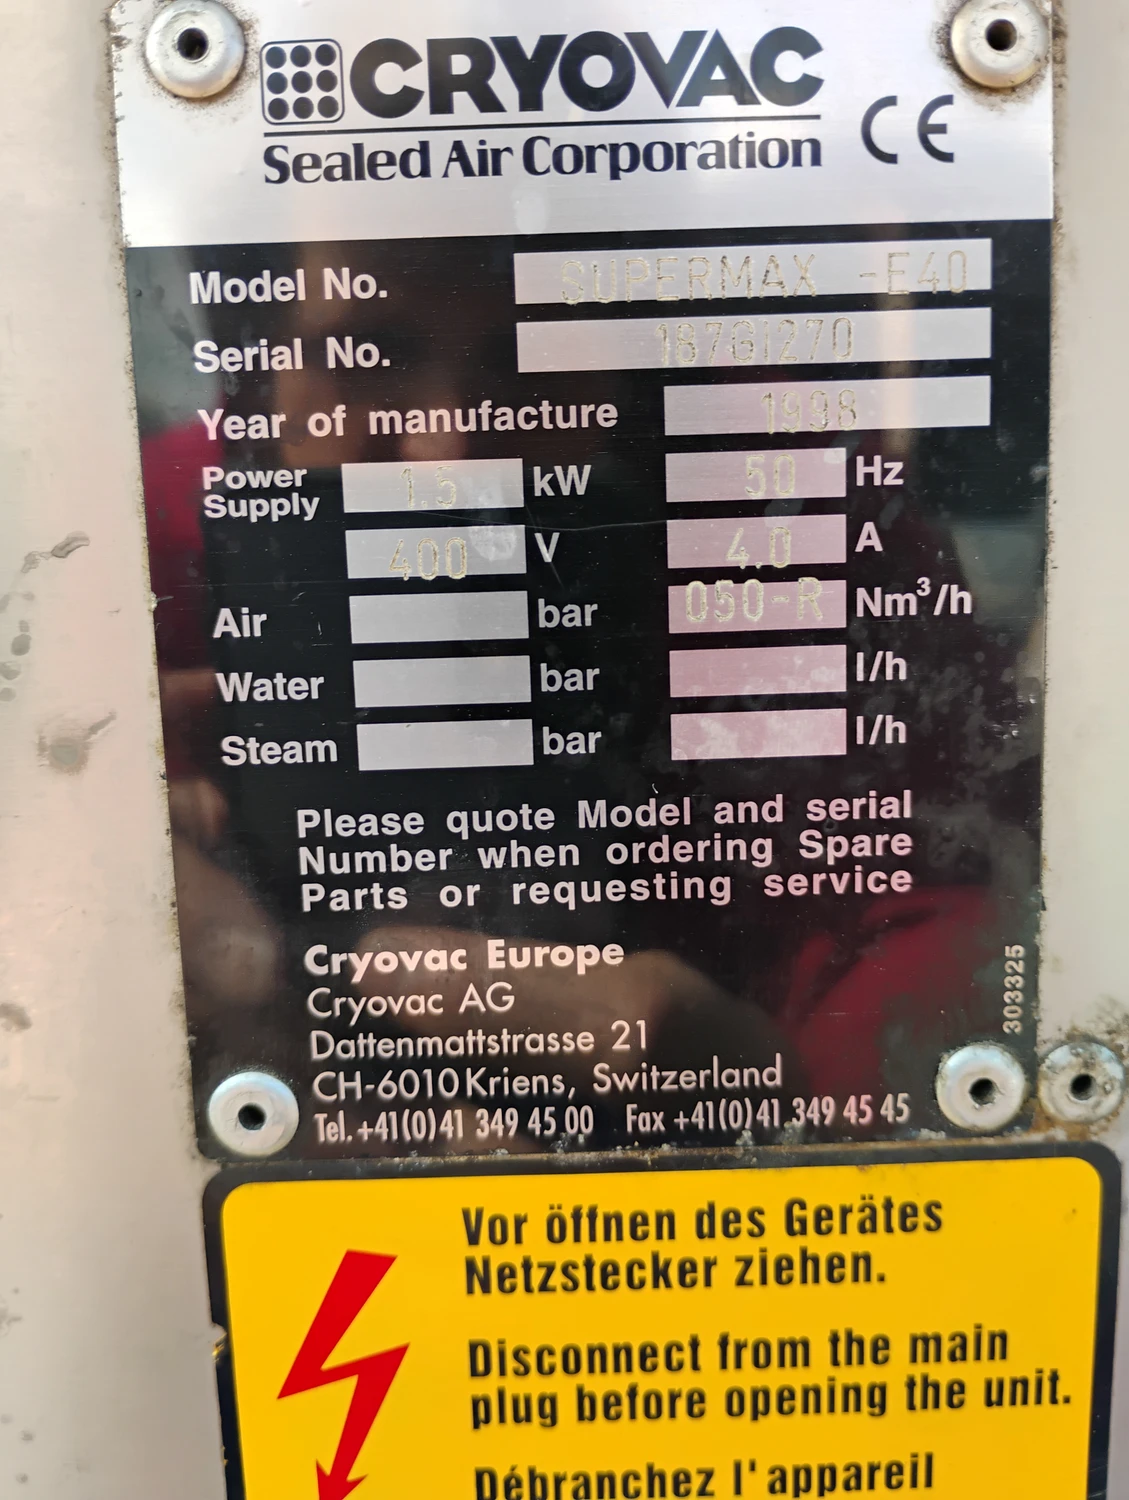 CRYOVAC
Sealed Air Corporation CE
Model No. SUPERMAX -E40
Serial No. 187Gi270
Year of manufacture 1998
Power Supply 1.5 kW 50 Hz
400 V 4.0 A
Air bar 050-R Nm³/h
Water bar l/h
Steam bar l/h
Please quote Model and serial
Number when ordering Spare
Parts or requesting service
Cryovac Europe
Cryovac AG
Dattenmattstrasse 21
CH-6010 Kriens, Switzerland
Tel. +41(0)41 349 45 00 Fax +41(0)41 349 45 45
303325
Vor öffnen des Gerätes
Netzstecker ziehen.
Disconnect from the main
plug before opening the unit.
Débranchez l'appareil